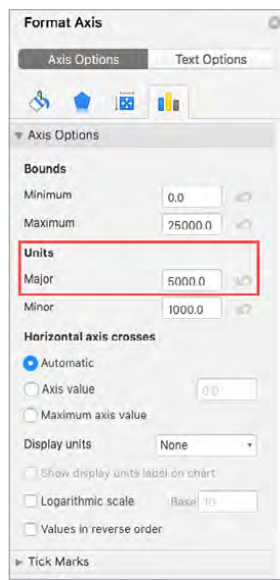 Format Axis
Axis Options Text Options
Axis Options
Bounds
Minimum 0.0
Maximum 25000.0
Units
Major 5000.0
Minor 1000.0
Horizontal axis crosses
Automatic
Axis value 0.0
Maximum axis value
Display units None
Show display units label on chart
Logarithmic scale Base 10
Values in reverse order
Tick Marks